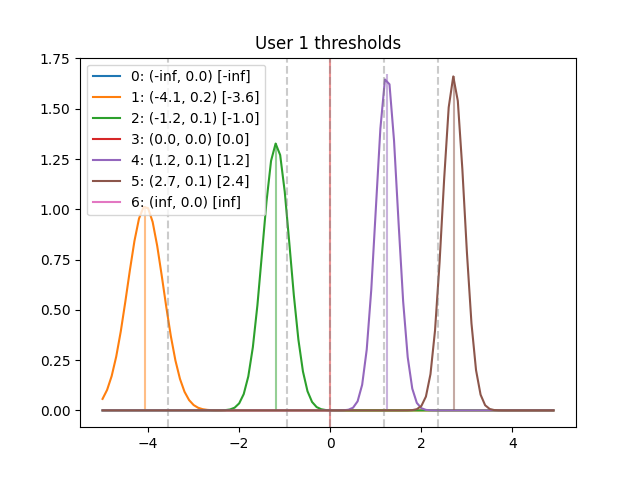 User 1 thresholds
0: (-inf, 0.0) [-inf]
1: (-4.1, 0.2) [-3.6]
2: (-1.2, 0.1) [-1.0]
3: (0.0, 0.0) [0.0]
4: (1.2, 0.1) [1.2]
5: (2.7, 0.1) [2.4]
6: (inf, 0.0) [inf]
1.75
1.50
1.25
1.00
0.75
0.50
0.25
0.00
−4 −2 0 2 4